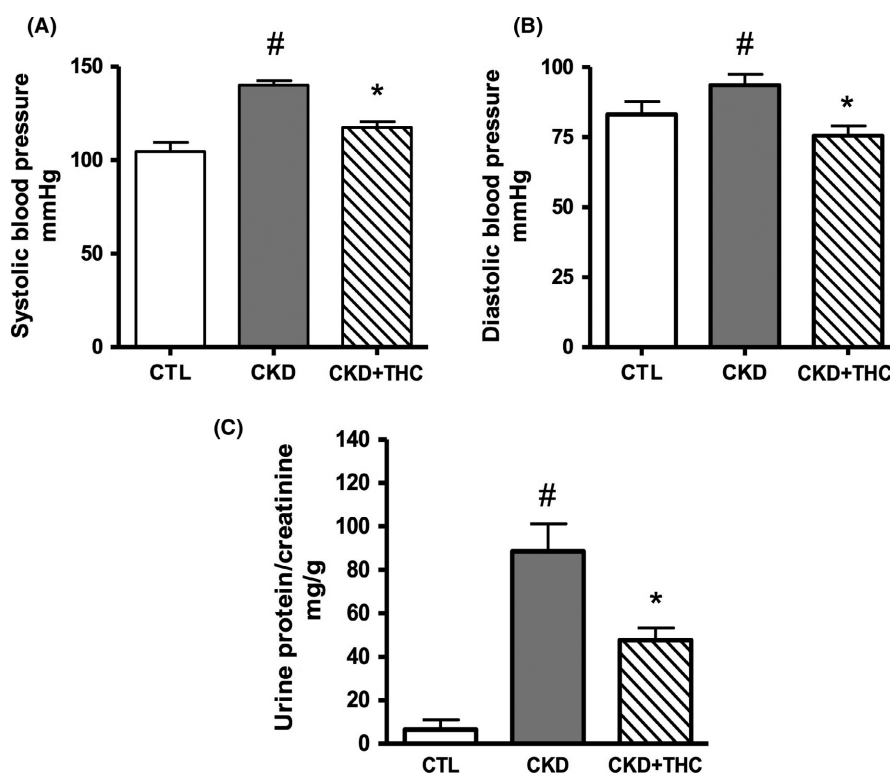 (A)
Systolic blood pressure
mmHg
150
100
50
0
#
*
CTL
CKD
CKD+THC
(B)
Diastolic blood pressure
mmHg
100
75
50
25
0
#
*
CTL
CKD
CKD+THC
(C)
Urine protein/creatinine
mg/g
140
120
100
80
60
40
20
0
#
*
CTL
CKD
CKD+THC